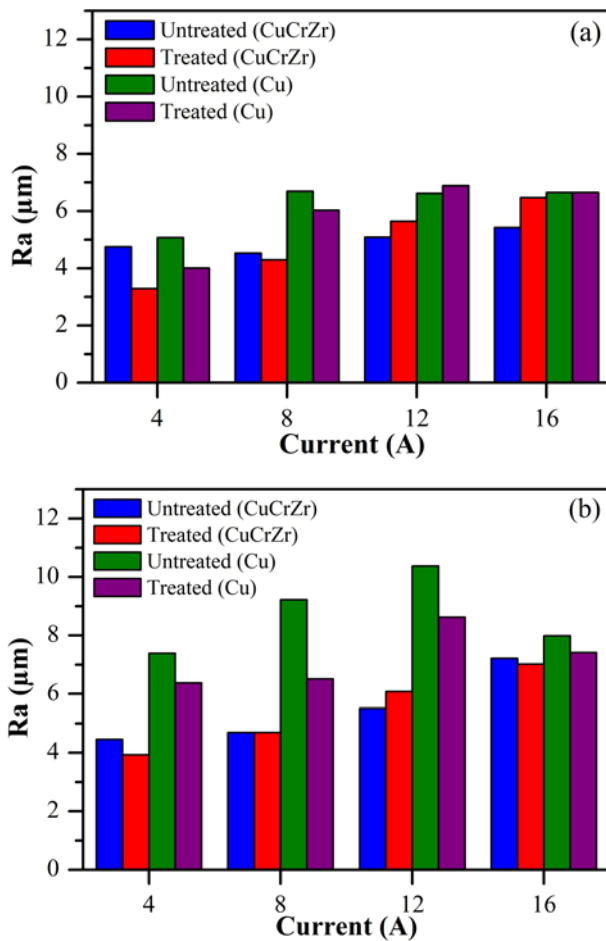 (a)
Untreated (CuCrZr)
Treated (CuCrZr)
Untreated (Cu)
Treated (Cu)
12
10
8
6
4
2
0
Ra (μm)
4 8 12 16
Current (A)
(b)
Untreated (CuCrZr)
Treated (CuCrZr)
Untreated (Cu)
Treated (Cu)
12
10
8
6
4
2
0
Ra (μm)
4 8 12 16
Current (A)